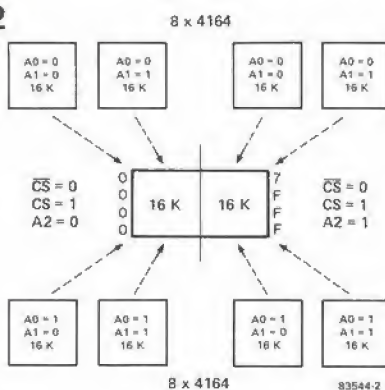 2
8 x 4164
A0 = 0
A1 = 0
16 K
A0 = 0
A1 = 1
16 K
A0 = 0
A1 = 0
16 K
A0 = 0
A1 = 1
16 K
C̅S̅ = 0
CS = 1
A2 = 0
0
0
0
0
16 K
16 K
7
F
F
F
C̅S̅ = 0
CS = 1
A2 = 1
A0 = 1
A1 = 0
16 K
A0 = 1
A1 = 1
16 K
A0 = 1
A1 = 0
16 K
A0 = 1
A1 = 1
16 K
8 x 4164
83544-2